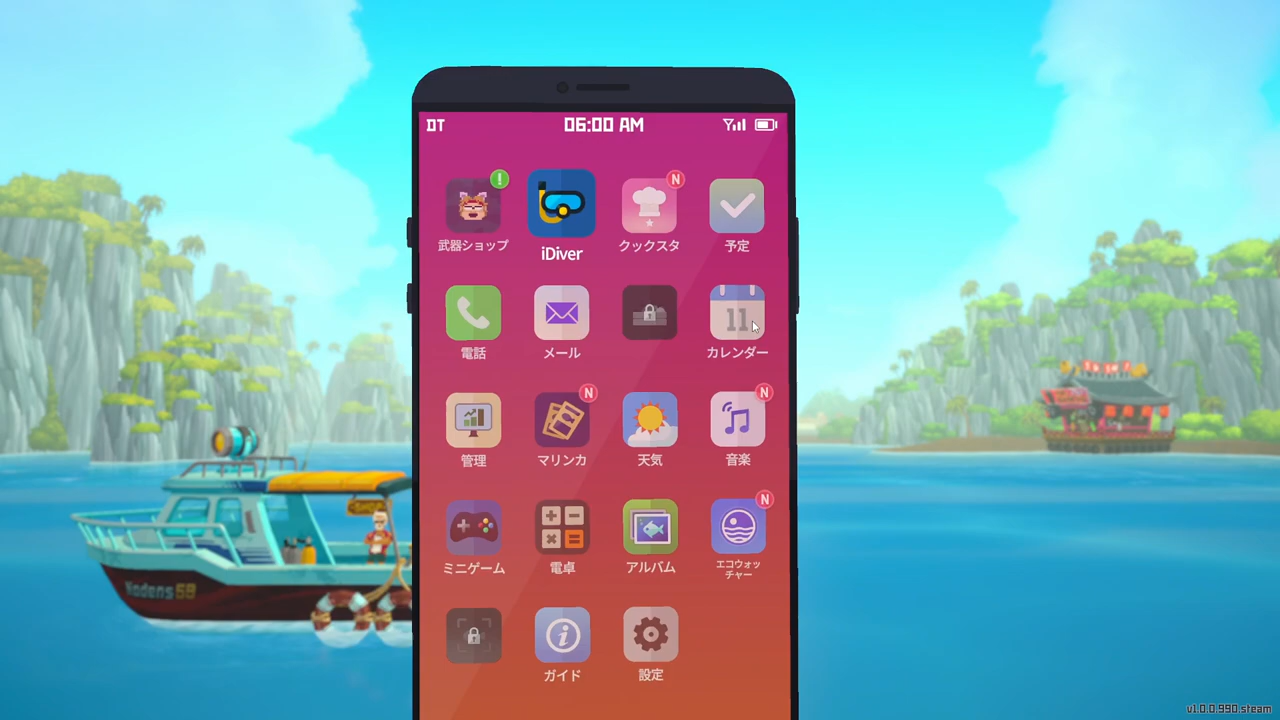 DT
06:00 AM
!
N
武器ショップ
iDiver
クックスタ
予定
11
電話
メール
カレンダー
N
N
管理
マリンカ
天気
音楽
N
ミニゲーム
電卓
アルバム
エコウォッ
チャー
ガイド
設定
Nodens 58
v1.0.0.990.steam